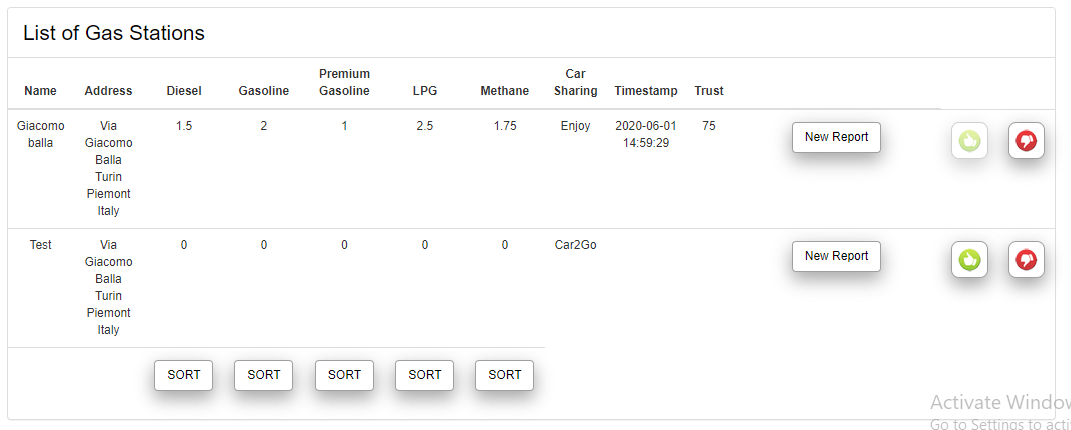 List of Gas Stations
Name Address Diesel Gasoline Premium Gasoline LPG Methane Car Sharing Timestamp Trust
Giacomo balla Via Giacomo Balla Turin Piemont Italy 1.5 2 1 2.5 1.75 Enjoy 2020-06-01 14:59:29 75 New Report
Test Via Giacomo Balla Turin Piemont Italy 0 0 0 0 0 Car2Go New Report
SORT SORT SORT SORT SORT
Activate Window
Go to Settings to acti